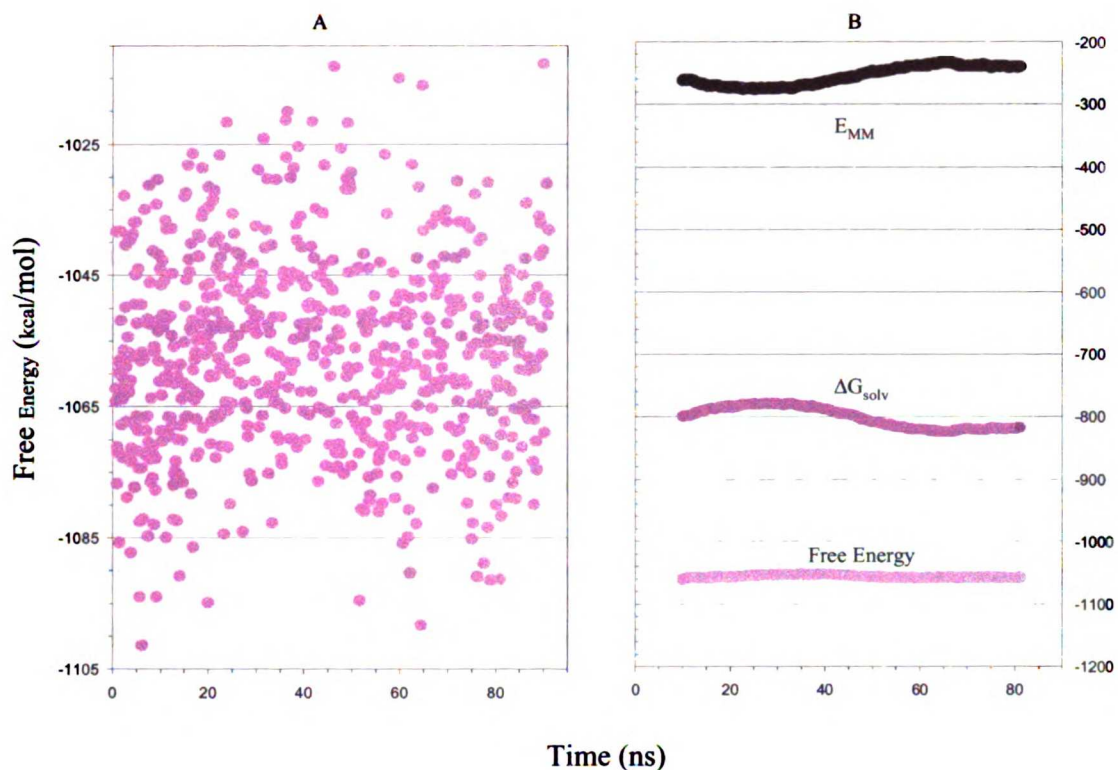 A
B
Free Energy (kcal/mol)
-1025
-1045
-1065
-1085
-1105
0 20 40 60 80
-200
-300
-400
-500
-600
-700
-800
-900
-1000
-1100
-1200
E_MM
ΔG_solv
Free Energy
0 20 40 60 80
Time (ns)